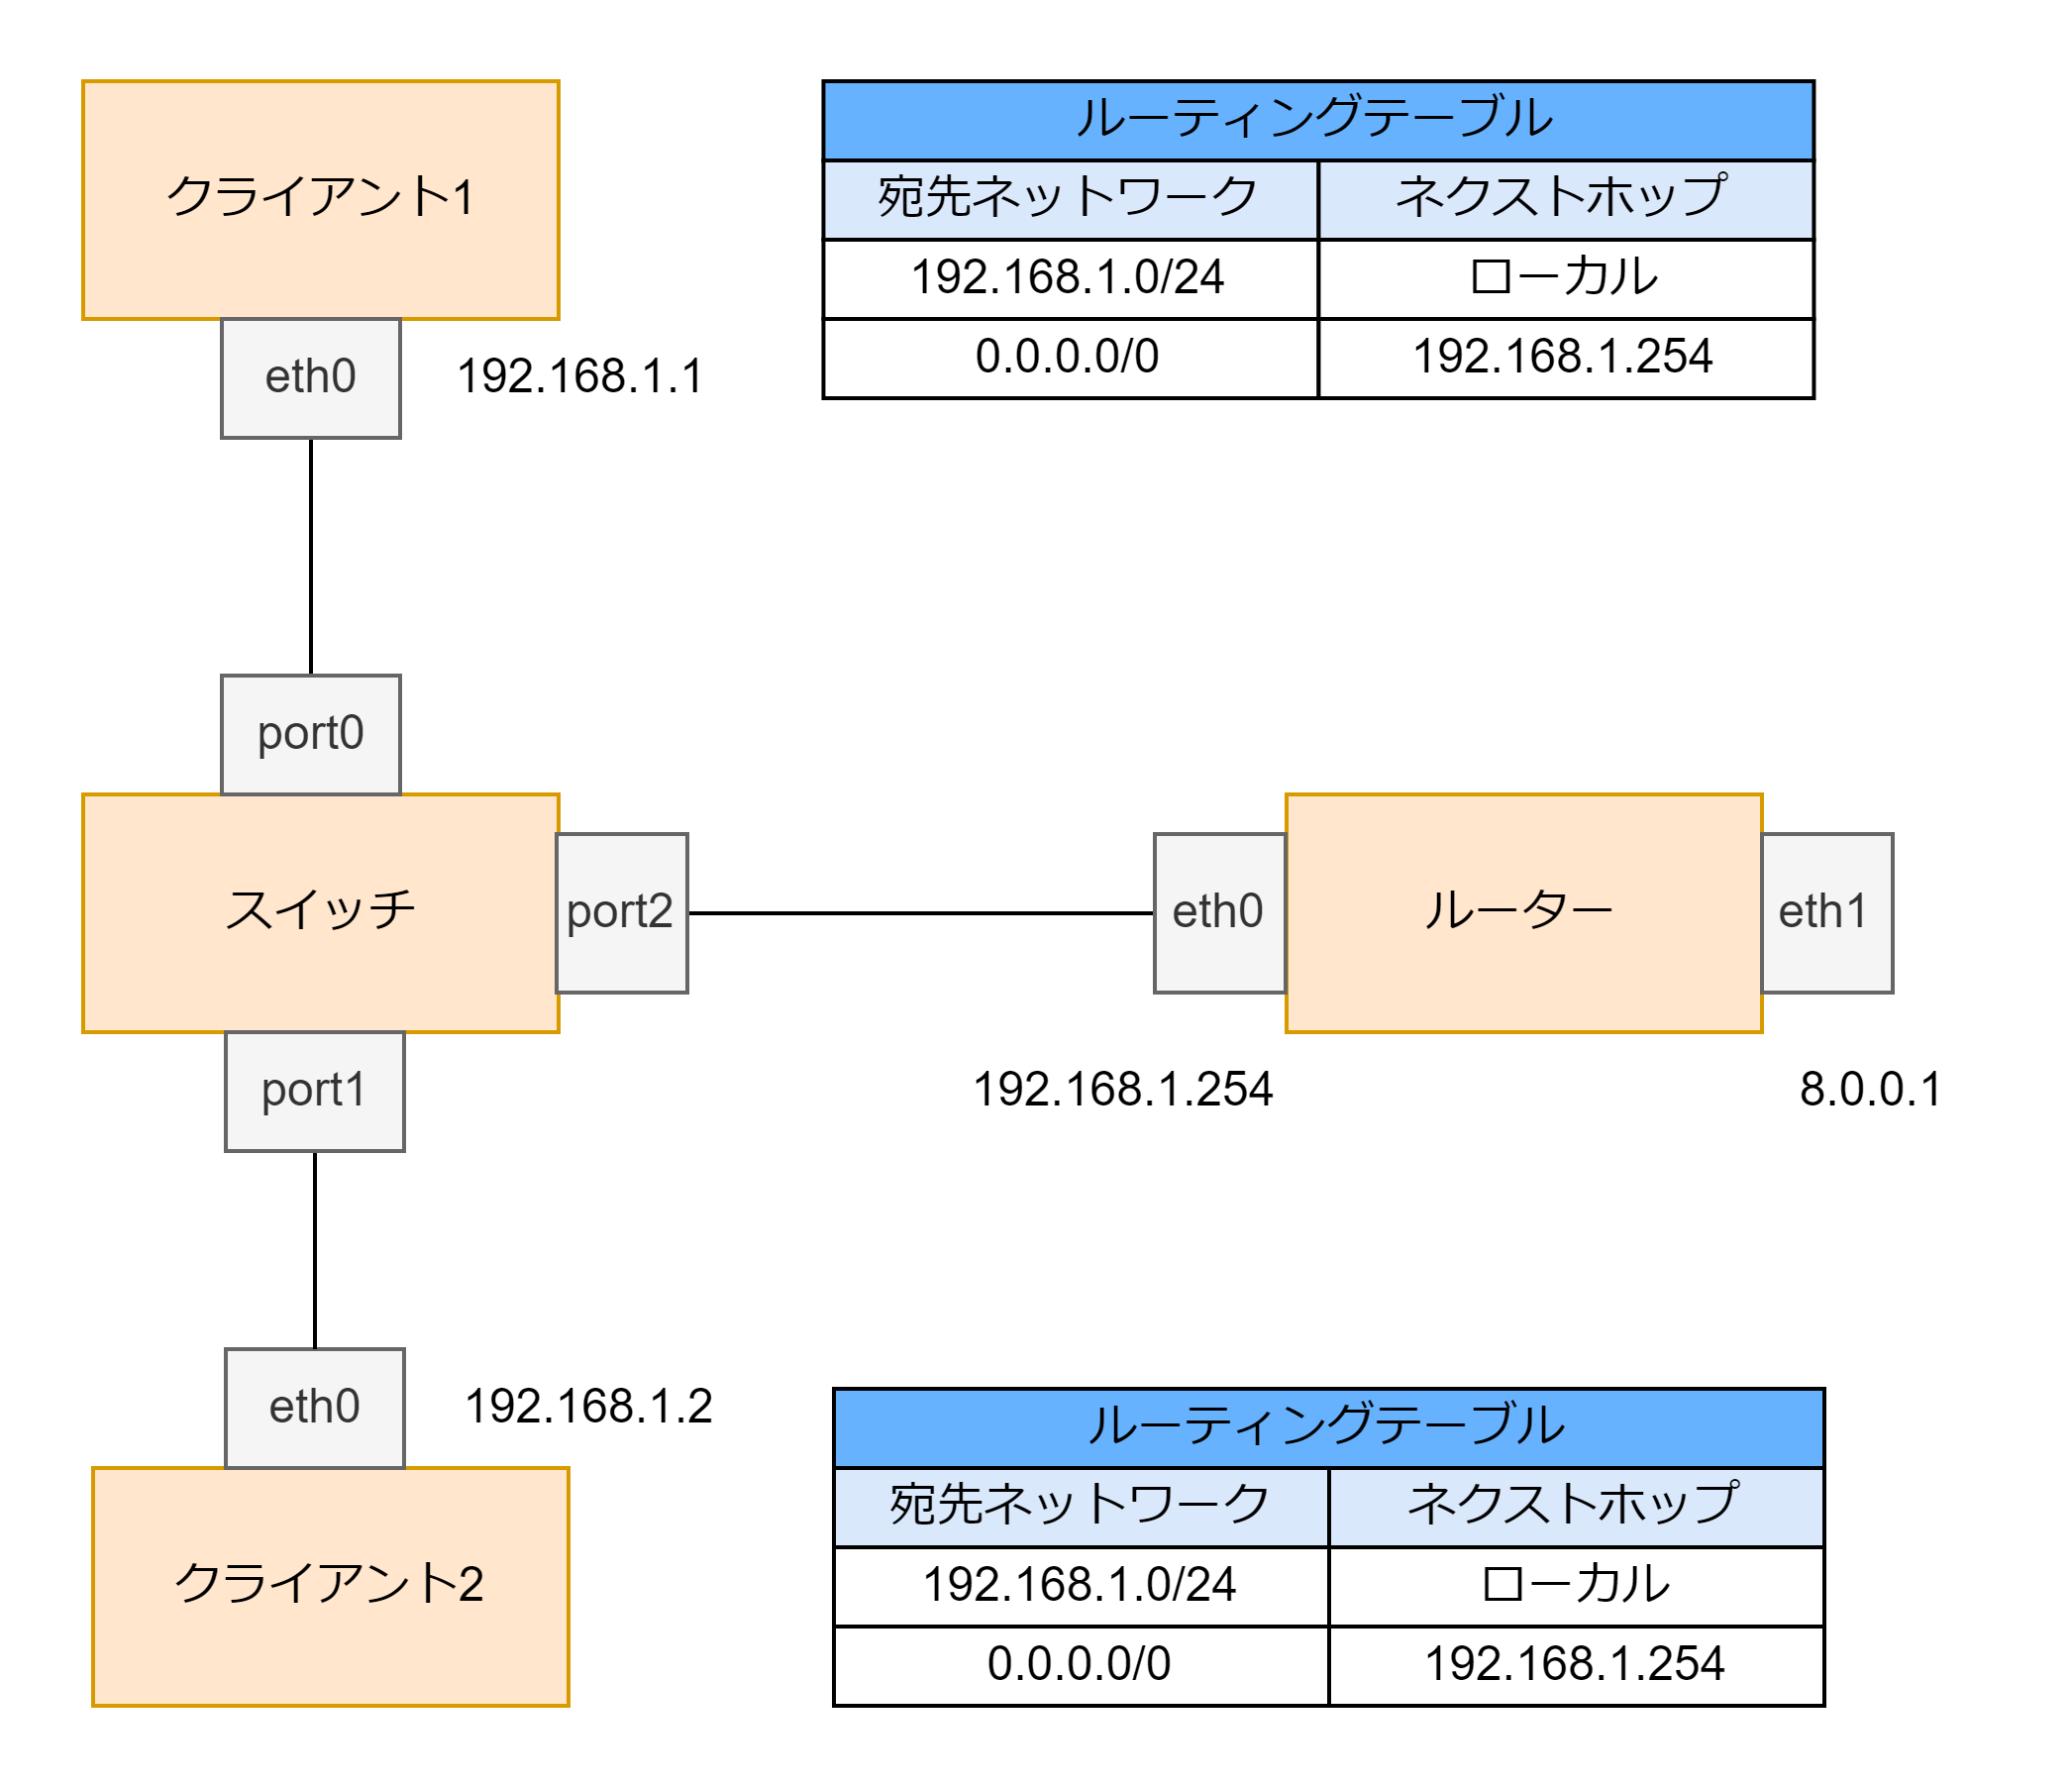 クライアント1
eth0
192.168.1.1
ルーティングテーブル
宛先ネットワーク ネクストホップ
192.168.1.0/24 ローカル
0.0.0.0/0 192.168.1.254
port0
スイッチ
port2
port1
eth0
ルーター
eth1
192.168.1.254
8.0.0.1
eth0
192.168.1.2
クライアント2
ルーティングテーブル
宛先ネットワーク ネクストホップ
192.168.1.0/24 ローカル
0.0.0.0/0 192.168.1.254